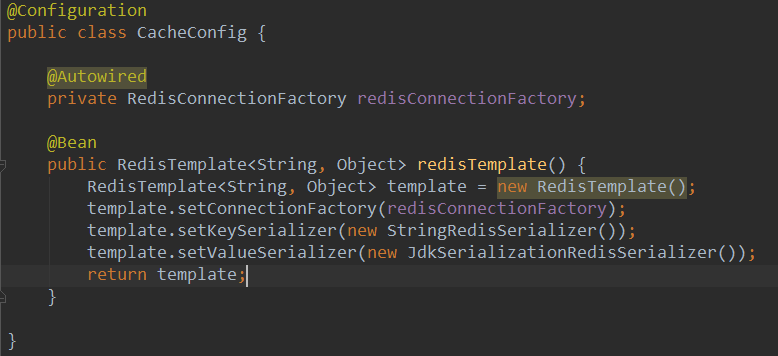 @Configuration
public class CacheConfig {
@Autowired
private RedisConnectionFactory redisConnectionFactory;
@Bean
public RedisTemplate<String, Object> redisTemplate() {
RedisTemplate<String, Object> template = new RedisTemplate();
template.setConnectionFactory(redisConnectionFactory);
template.setKeySerializer(new StringRedisSerializer());
template.setValueSerializer(new JdkSerializationRedisSerializer());
return template;
}
}